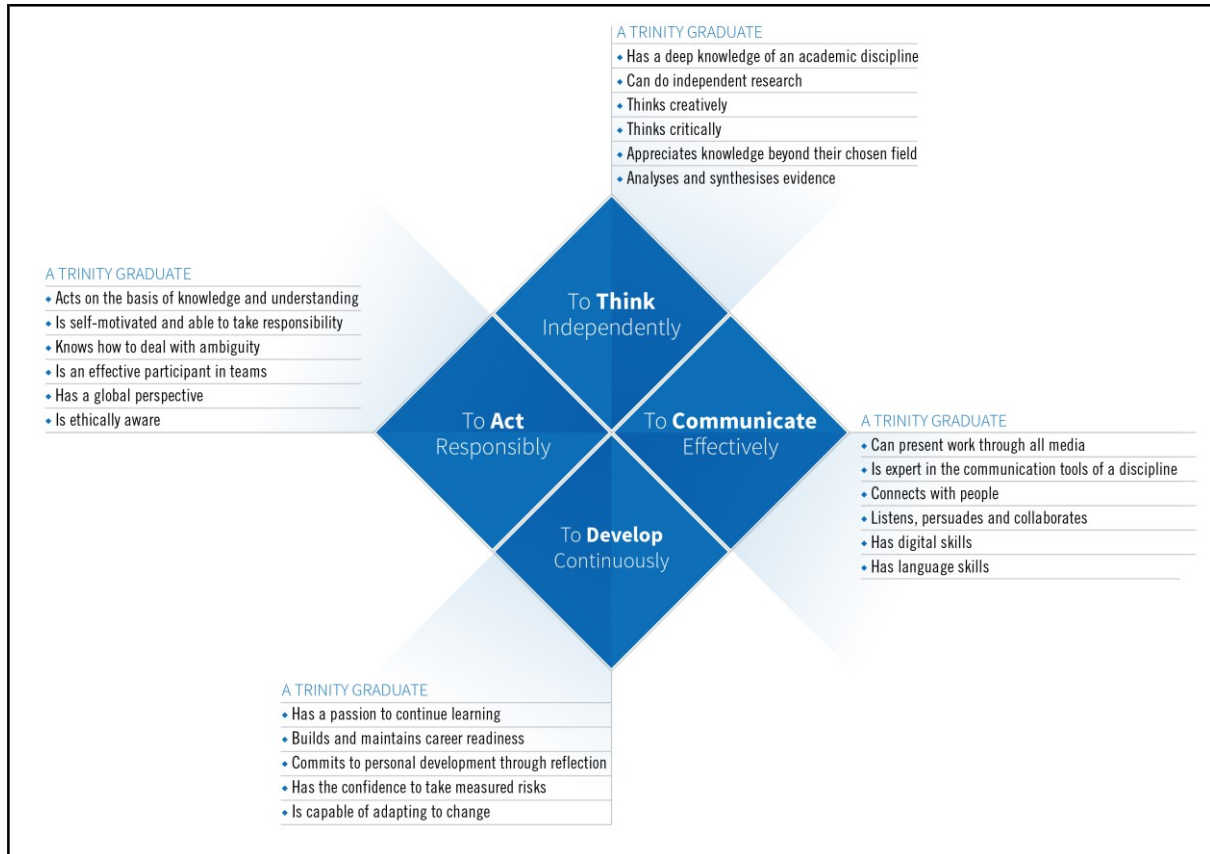 A TRINITY GRADUATE
Has a deep knowledge of an academic discipline
Can do independent research
Thinks creatively
Thinks critically
Appreciates knowledge beyond their chosen field
Analyses and synthesises evidence
A TRINITY GRADUATE
Acts on the basis of knowledge and understanding
Is self-motivated and able to take responsibility
Knows how to deal with ambiguity
Is an effective participant in teams
Has a global perspective
Is ethically aware
To Think
Independently
To Act
Responsibly
To Communicate
Effectively
To Develop
Continuously
A TRINITY GRADUATE
Can present work through all media
Is expert in the communication tools of a discipline
Connects with people
Listens, persuades and collaborates
Has digital skills
Has language skills
A TRINITY GRADUATE
Has a passion to continue learning
Builds and maintains career readiness
Commits to personal development through reflection
Has the confidence to take measured risks
Is capable of adapting to change